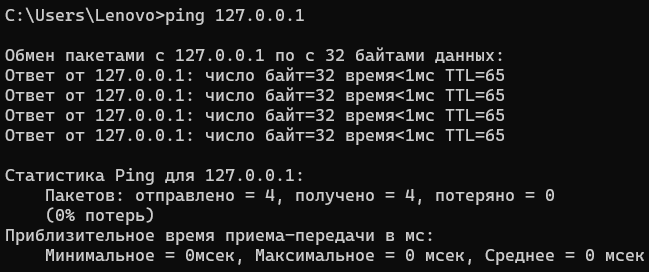 C:\Users\Lenovo>ping 127.0.0.1
Обмен пакетами с 127.0.0.1 по с 32 байтами данных:
Ответ от 127.0.0.1: число байт=32 время<1мс TTL=65
Ответ от 127.0.0.1: число байт=32 время<1мс TTL=65
Ответ от 127.0.0.1: число байт=32 время<1мс TTL=65
Ответ от 127.0.0.1: число байт=32 время<1мс TTL=65
Статистика Ping для 127.0.0.1:
Пакетов: отправлено = 4, получено = 4, потеряно = 0
(0% потерь)
Приблизительное время приема-передачи в мс:
Минимальное = 0мсек, Максимальное = 0 мсек, Среднее = 0 мсек